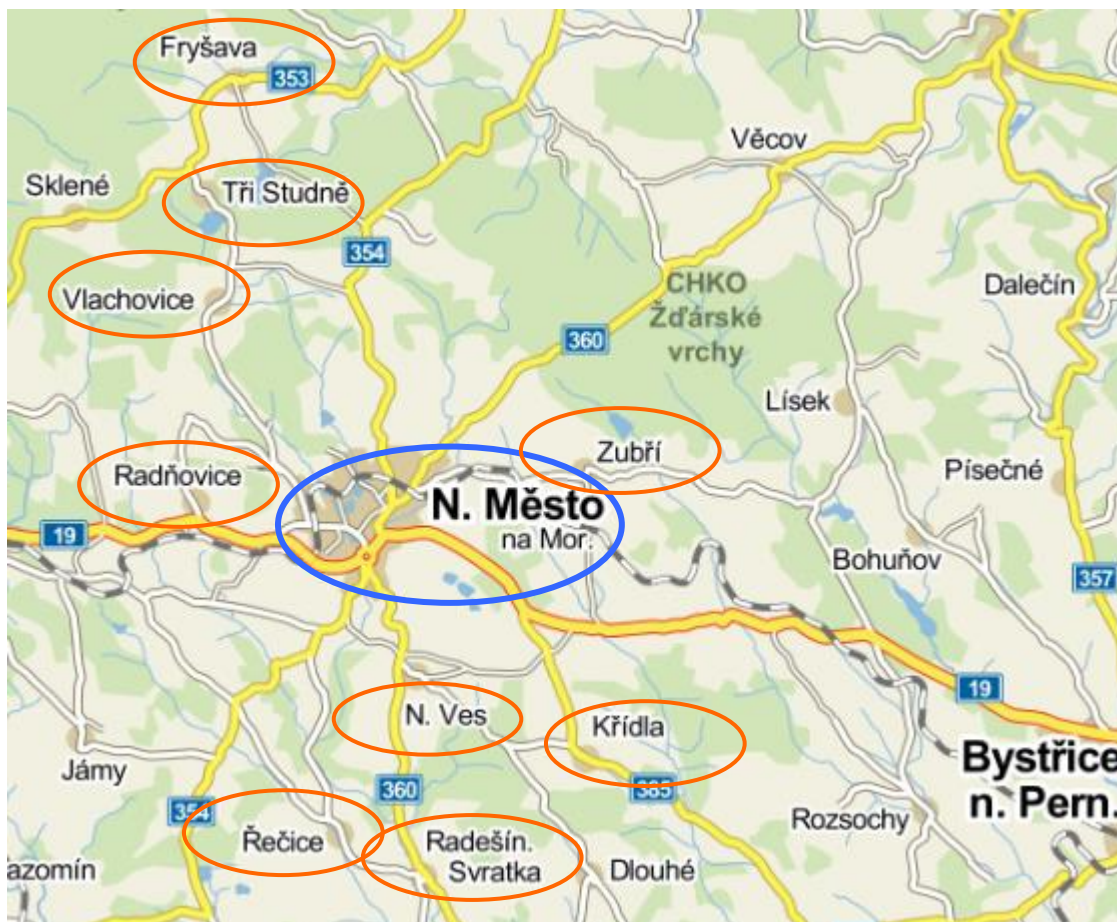 Fryšava
353
Věcov
Sklené
Tři Studně
354
Vlachovice
CHKO
Žďárské
vrchy
Dalečín
360
Lísek
Zubří
Radňovice
Písečné
N. Město
na Mor.
19
Bohuňov
357
19
N. Ves
Křídla
Jámy
360
385
Bystřice
n. Pern.
354
Řečice
Radešín.
Svratka
Rozsochy
Dlouhé
azomín